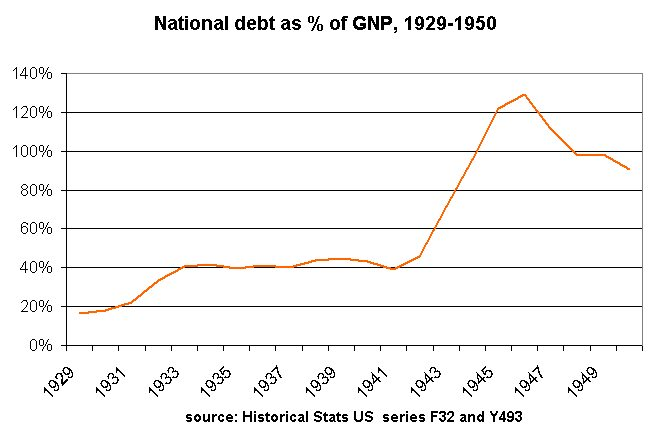 National debt as % of GNP, 1929-1950
140%
120%
100%
80%
60%
40%
20%
0%
1929 1931 1933 1935 1937 1939 1941 1943 1945 1947 1949
source: Historical Stats US series F32 and Y493